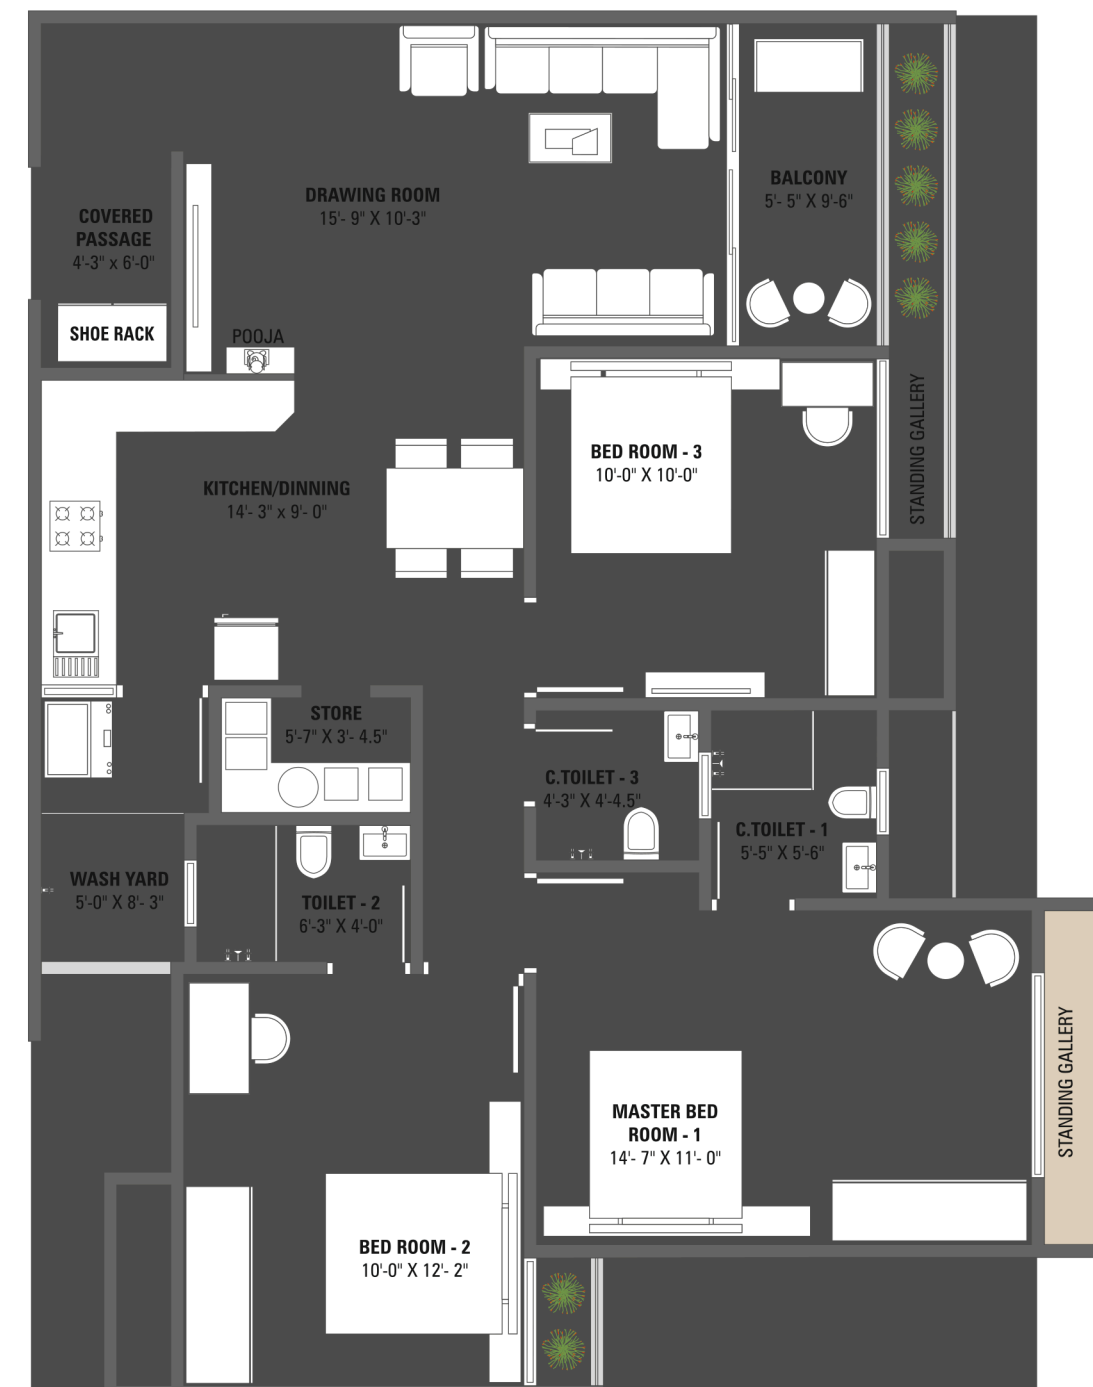 DRAWING ROOM
15'- 9" X 10'-3"
BALCONY
5'- 5" X 9'-6"
COVERED
PASSAGE
4'-3" x 6'-0"
SHOE RACK
POOJA
STANDING GALLERY
BED ROOM - 3
10'-0" X 10'-0"
KITCHEN/DINNING
14'- 3" x 9'- 0"
STORE
5'-7" X 3'- 4.5"
C.TOILET - 3
4'-3" X 4'-4.5"
C.TOILET - 1
5'-5" X 5'-6"
WASH YARD
5'-0" X 8'- 3"
TOILET - 2
6'-3" X 4'-0"
STANDING GALLERY
MASTER BED
ROOM - 1
14'- 7" X 11'- 0"
BED ROOM - 2
10'-0" X 12'- 2"